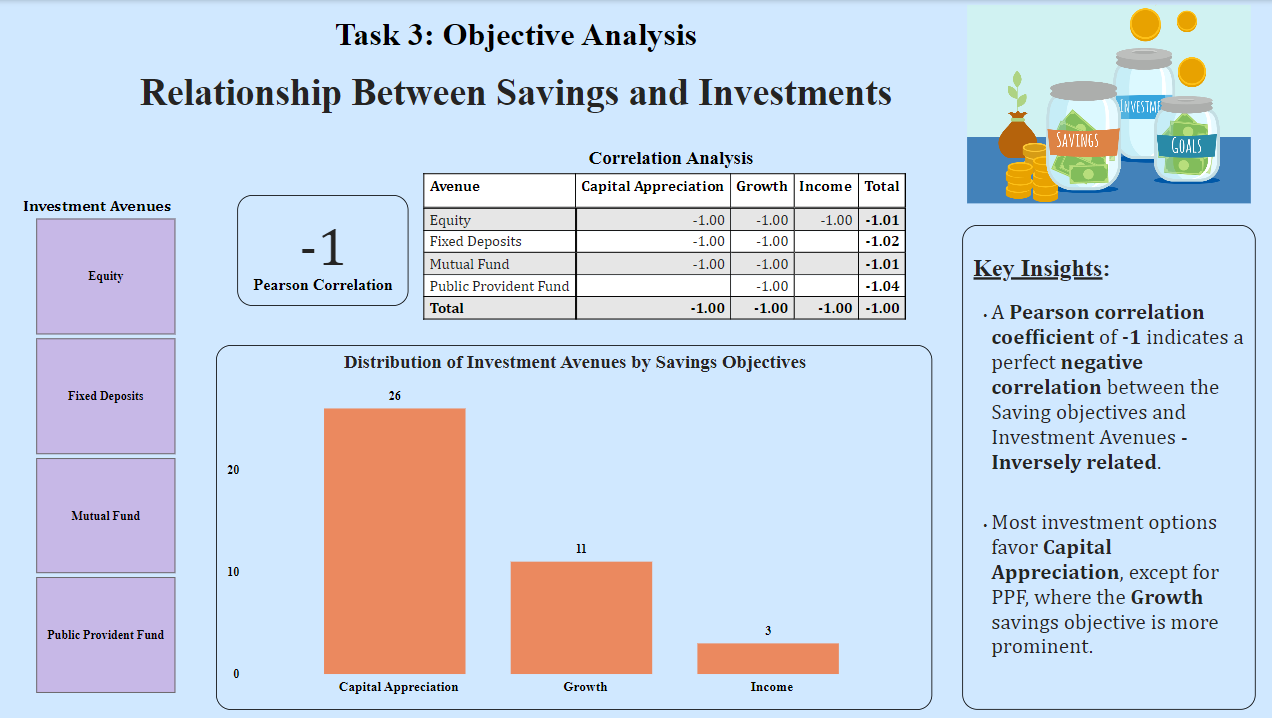 Task 3: Objective Analysis
Relationship Between Savings and Investments
INVESTME
SAVINGS
GOALS
Investment Avenues
Equity
Fixed Deposits
Mutual Fund
Public Provident Fund
-1
Pearson Correlation
Correlation Analysis
Avenue Capital Appreciation Growth Income Total
Equity -1.00 -1.00 -1.00 -1.01
Fixed Deposits -1.00 -1.00 -1.02
Mutual Fund -1.00 -1.00 -1.01
Public Provident Fund -1.00 -1.04
Total -1.00 -1.00 -1.00 -1.00
Distribution of Investment Avenues by Savings Objectives
26
20
11
10
3
0
Capital Appreciation Growth Income
Key Insights:
• A Pearson correlation
coefficient of -1 indicates a
perfect negative
correlation between the
Saving objectives and
Investment Avenues -
Inversely related.
• Most investment options
favor Capital
Appreciation, except for
PPF, where the Growth
savings objective is more
prominent.